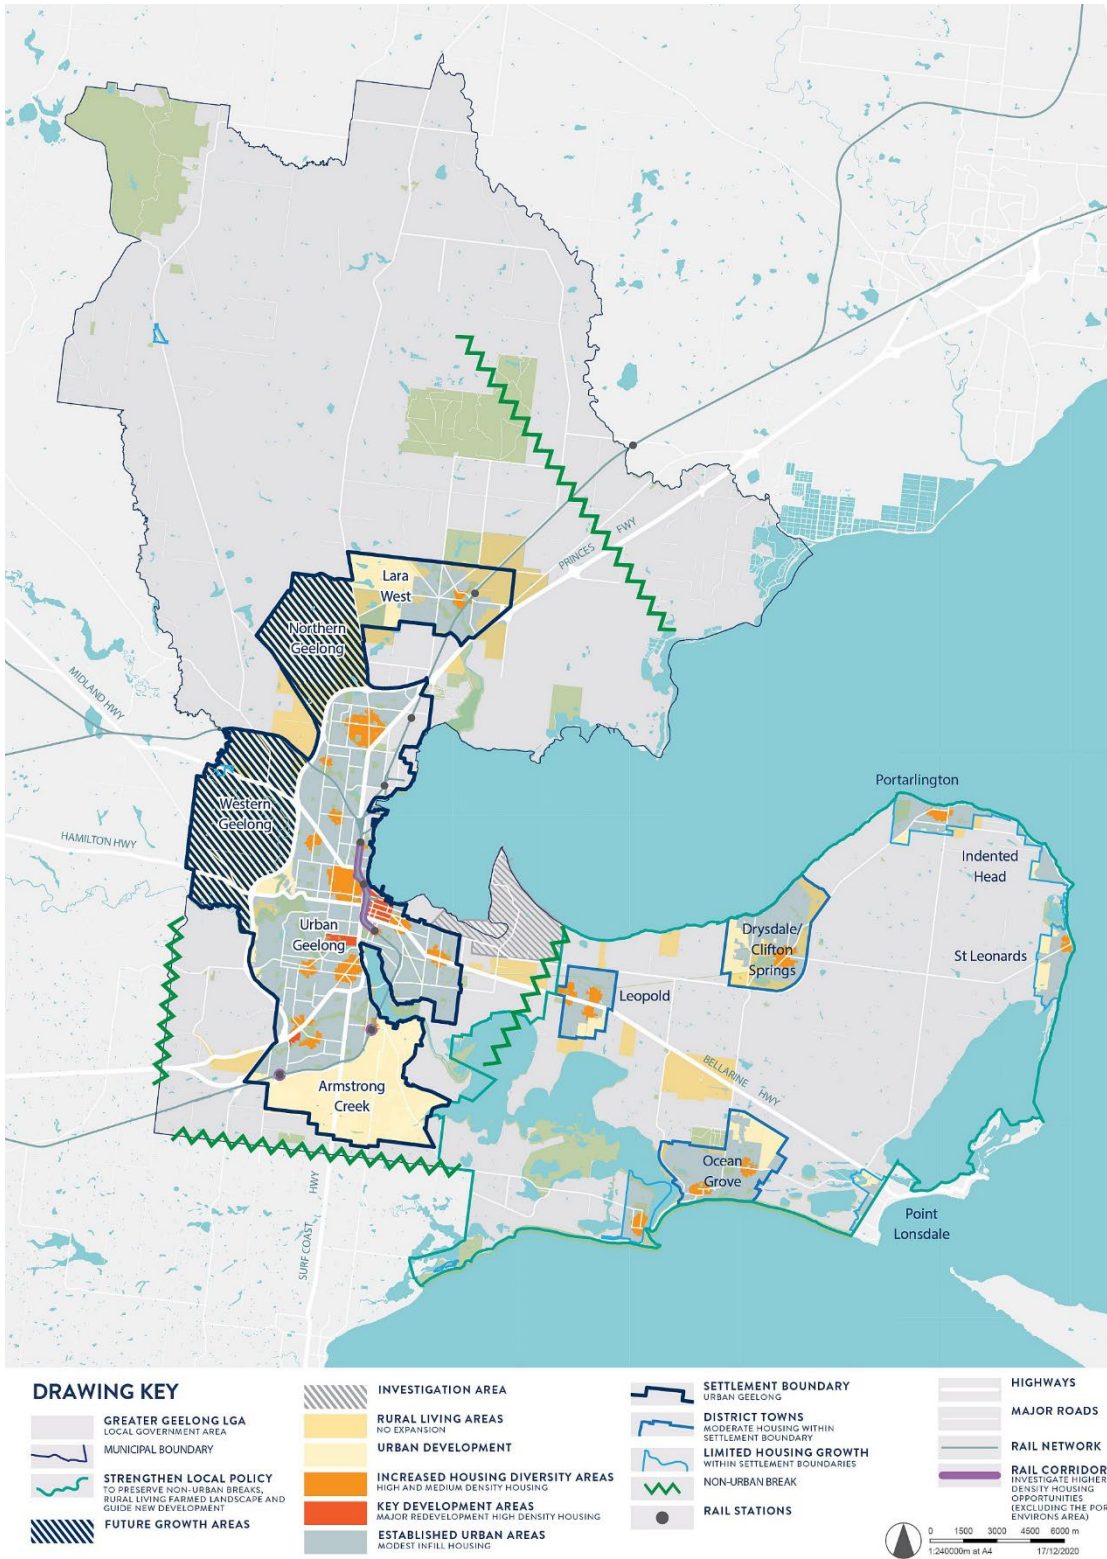 Lara
West
PRINCES FWY
Northern
Geelong
MIDLAND HWY
Western
Geelong
HAMILTON HWY
Portarlington
Indented
Head
Urban
Geelong
Drysdale/
Clifton
Springs
St Leonards
Leopold
BELLARINE HWY
Armstrong
Creek
Ocean
Grove
Point
Lonsdale
SURF COAST HWY
DRAWING KEY
GREATER GEELONG LGA
LOCAL GOVERNMENT AREA
MUNICIPAL BOUNDARY
STRENGTHEN LOCAL POLICY
TO PRESERVE NON-URBAN BREAKS,
RURAL LIVING FARMED LANDSCAPE AND
GUIDE NEW DEVELOPMENT
FUTURE GROWTH AREAS
INVESTIGATION AREA
RURAL LIVING AREAS
NO EXPANSION
URBAN DEVELOPMENT
INCREASED HOUSING DIVERSITY AREAS
HIGH AND MEDIUM DENSITY HOUSING
KEY DEVELOPMENT AREAS
MAJOR REDEVELOPMENT HIGH DENSITY HOUSING
ESTABLISHED URBAN AREAS
MODEST INFILL HOUSING
SETTLEMENT BOUNDARY
URBAN GEELONG
DISTRICT TOWNS
MODERATE HOUSING WITHIN
SETTLEMENT BOUNDARY
LIMITED HOUSING GROWTH
WITHIN SETTLEMENT BOUNDARIES
NON-URBAN BREAK
RAIL STATIONS
HIGHWAYS
MAJOR ROADS
RAIL NETWORK
RAIL CORRIDOR
INVESTIGATE HIGHER
DENSITY HOUSING
OPPORTUNITIES
(EXCLUDING THE POR
ENVIRONS AREA)
0 1500 3000 4500 6000 m
1:240000m at A4 17/12/2020